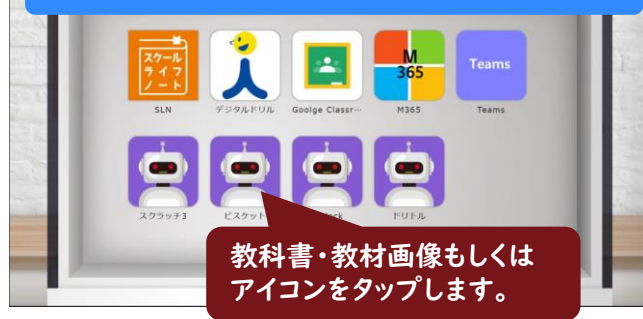 スクール
ライフ
ノート
M
365
Teams
SLN
デジタルドリル
Goolge Classr…
M365
Teams
スクラッチ3
ビスケット
ck
ドリトル
教科書・教材画像もしくは
アイコンをタップします。